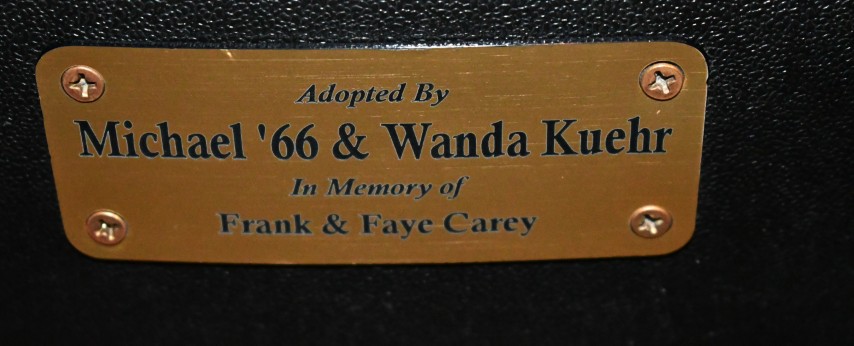 Adopted By
Michael '66 & Wanda Kuehr
In Memory of
Frank & Faye Carey